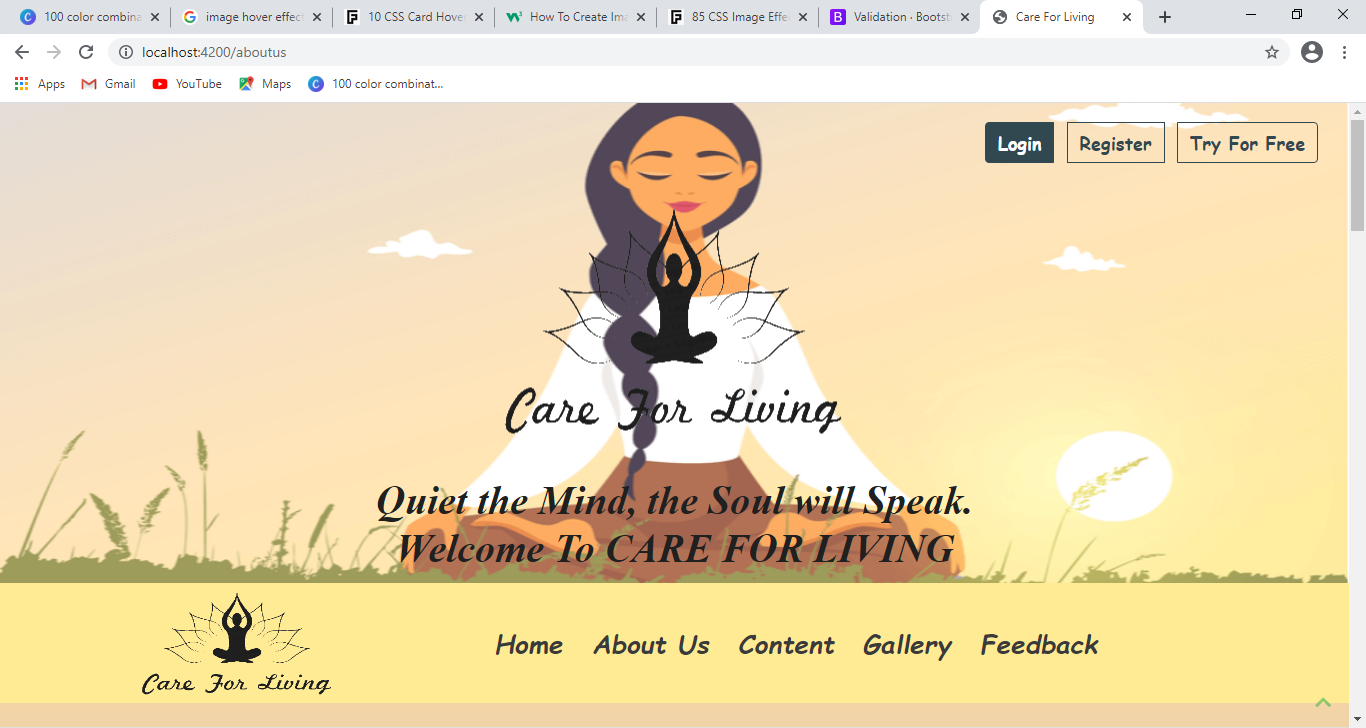 100 color combina
image hover effect
10 CSS Card Hover
How To Create Ima
85 CSS Image Effe
Validation · Bootst
Care For Living
localhost:4200/aboutus
Apps
Gmail
YouTube
Maps
100 color combinat...
Login
Register
Try For Free
Care For Living
Quiet the Mind, the Soul will Speak.
Welcome To CARE FOR LIVING
Care For Living
Home
About Us
Content
Gallery
Feedback